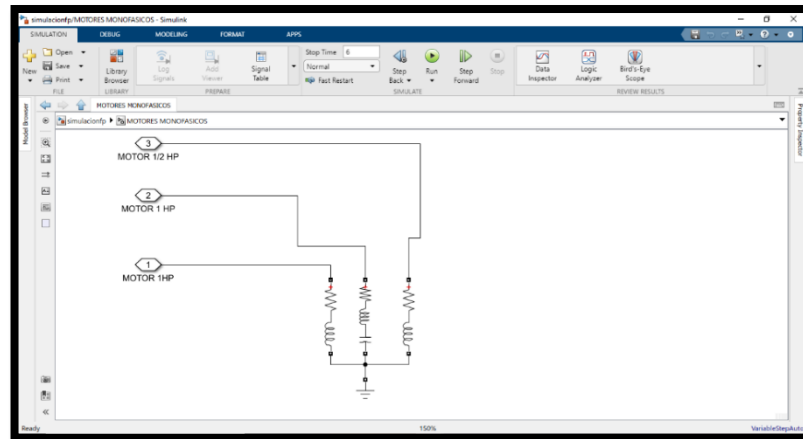 simulacionfp/MOTORES MONOFASICOS - Simulink
SIMULATION DEBUG MODELING FORMAT APPS
New
Open
Save
Print
FILE
Library Browser
LIBRARY
Log Signals
Add Viewer
Signal Table
PREPARE
Stop Time 6
Normal
Fast Restart
Step Back
Run
Step Forward
Stop
SIMULATE
Data Inspector
Logic Analyzer
Bird's-Eye Scope
REVIEW RESULTS
MOTORES MONOFASICOS
simulacionfp MOTORES MONOFASICOS
Model Browser
Property Inspector
3
MOTOR 1/2 HP
2
MOTOR 1 HP
1
MOTOR 1HP
Ready 150% VariableStepAuto